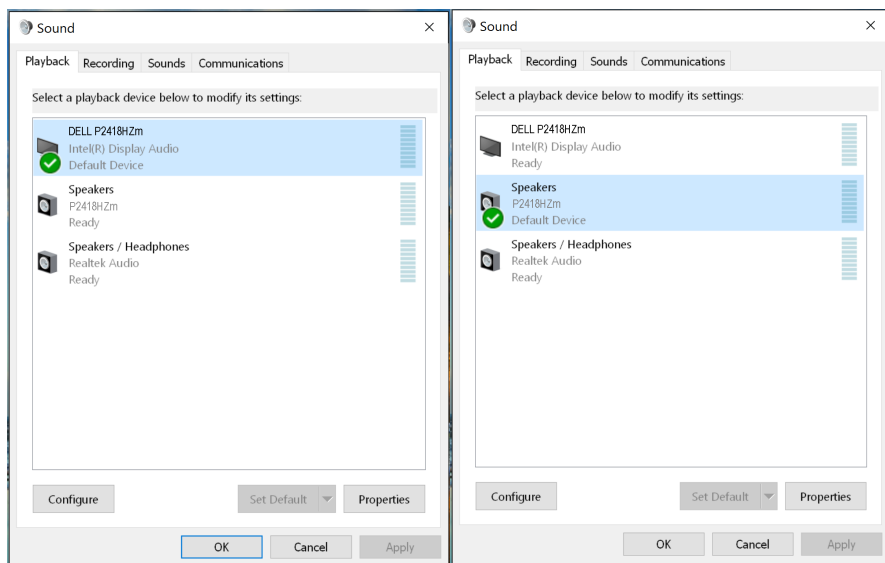 Sound
Playback Recording Sounds Communications
Select a playback device below to modify its settings:
DELL P2418HZm
Intel(R) Display Audio
Default Device
Speakers
P2418HZm
Ready
Speakers / Headphones
Realtek Audio
Ready
Configure Set Default Properties
OK Cancel Apply
Sound
Playback Recording Sounds Communications
Select a playback device below to modify its settings:
DELL P2418HZm
Intel(R) Display Audio
Ready
Speakers
P2418HZm
Default Device
Speakers / Headphones
Realtek Audio
Ready
Configure Set Default Properties
OK Cancel Apply